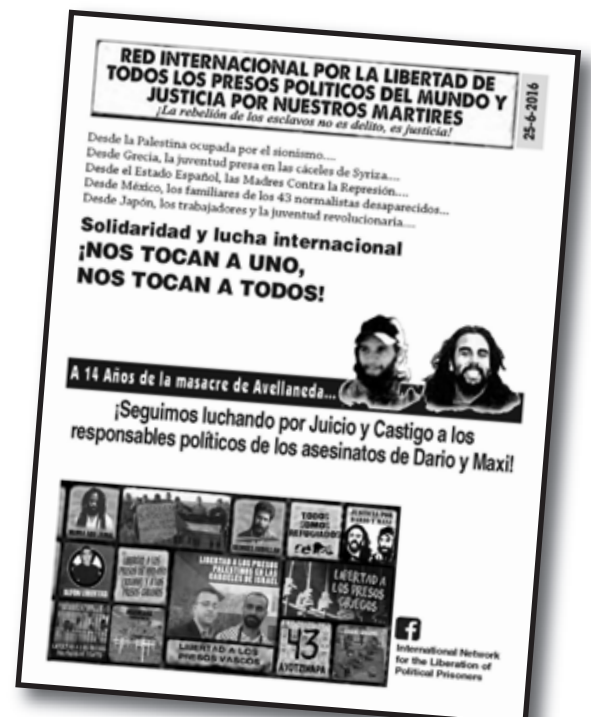 RED INTERNACIONAL POR LA LIBERTAD DE
TODOS LOS PRESOS POLITICOS DEL MUNDO Y
JUSTICIA POR NUESTROS MARTIRES
¡La rebelión de los esclavos no es delito, es justicia!
25-6-2016
Desde la Palestina ocupada por el sionismo....
Desde Grecia, la juventud presa en las cáceles de Syriza....
Desde el Estado Español, las Madres Contra la Represión....
Desde México, los familiares de los 43 normalistas desaparecidos...
Desde Japón, los trabajadores y la juventud revolucionaria....
Solidaridad y lucha internacional
¡NOS TOCAN A UNO,
NOS TOCAN A TODOS!
A 14 Años de la masacre de Avellaneda...
¡Seguimos luchando por Juicio y Castigo a los
responsables políticos de los asesinatos de Dario y Maxi!
TODOS
SOMOS
REFUGIADOS
JUSTICIA POR
DARIO Y MAXI
LIBERTAD A LOS PRESOS
PALESTINOS EN LAS
CARCELES DE ISRAEL
LIBERTAD A
LOS PRESOS
GRIEGOS
ALFON LIBERTAD
LIBERTAD A LOS
PRESOS VASCOS
43
AYOTZINAPA
International Network
for the Liberation of
Political Prisoners